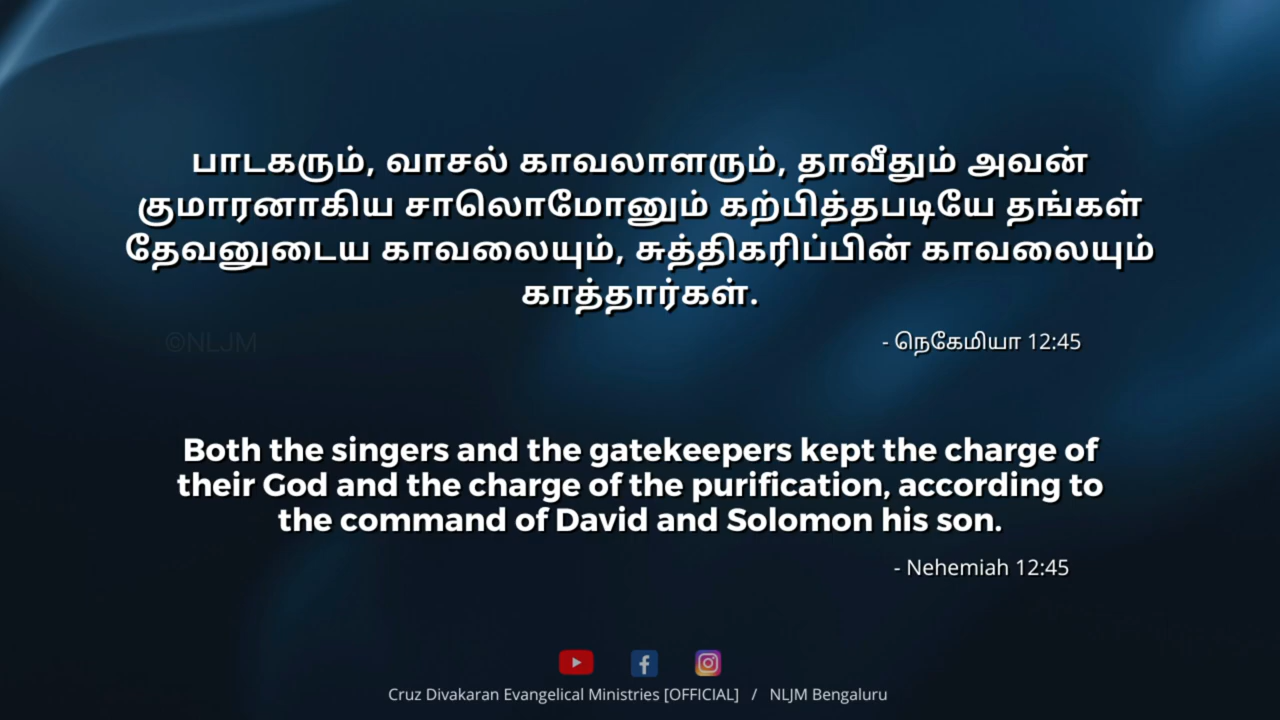 பாடகரும், வாசல் காவலாளரும், தாவீதும் அவன்
குமாரனாகிய சாலொமோனும் கற்பித்தபடியே தங்கள்
தேவனுடைய காவலையும், சுத்திகரிப்பின் காவலையும்
காத்தார்கள்.
©NLJM
- நெகேமியா 12:45
Both the singers and the gatekeepers kept the charge of
their God and the charge of the purification, according to
the command of David and Solomon his son.
- Nehemiah 12:45
Cruz Divakaran Evangelical Ministries [OFFICIAL] / NLJM Bengaluru